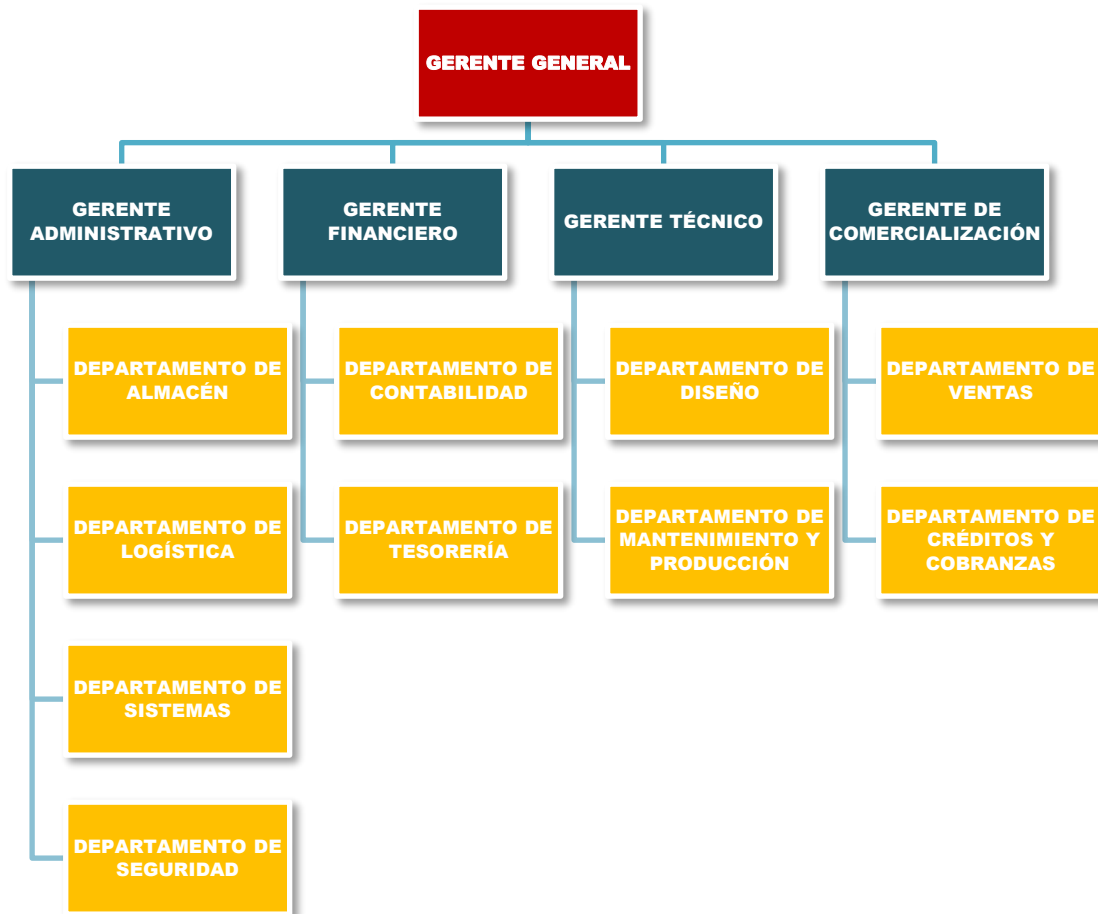 GERENTE GENERAL
GERENTE
ADMINISTRATIVO
GERENTE
FINANCIERO
GERENTE TÉCNICO
GERENTE DE
COMERCIALIZACIÓN
DEPARTAMENTO DE
ALMACÉN
DEPARTAMENTO DE
CONTABILIDAD
DEPARTAMENTO DE
DISEÑO
DEPARTAMENTO DE
VENTAS
DEPARTAMENTO DE
LOGÍSTICA
DEPARTAMENTO DE
TESORERÍA
DEPARTAMENTO DE
MANTENIMIENTO Y
PRODUCCIÓN
DEPARTAMENTO DE
CRÉDITOS Y
COBRANZAS
DEPARTAMENTO DE
SISTEMAS
DEPARTAMENTO DE
SEGURIDAD